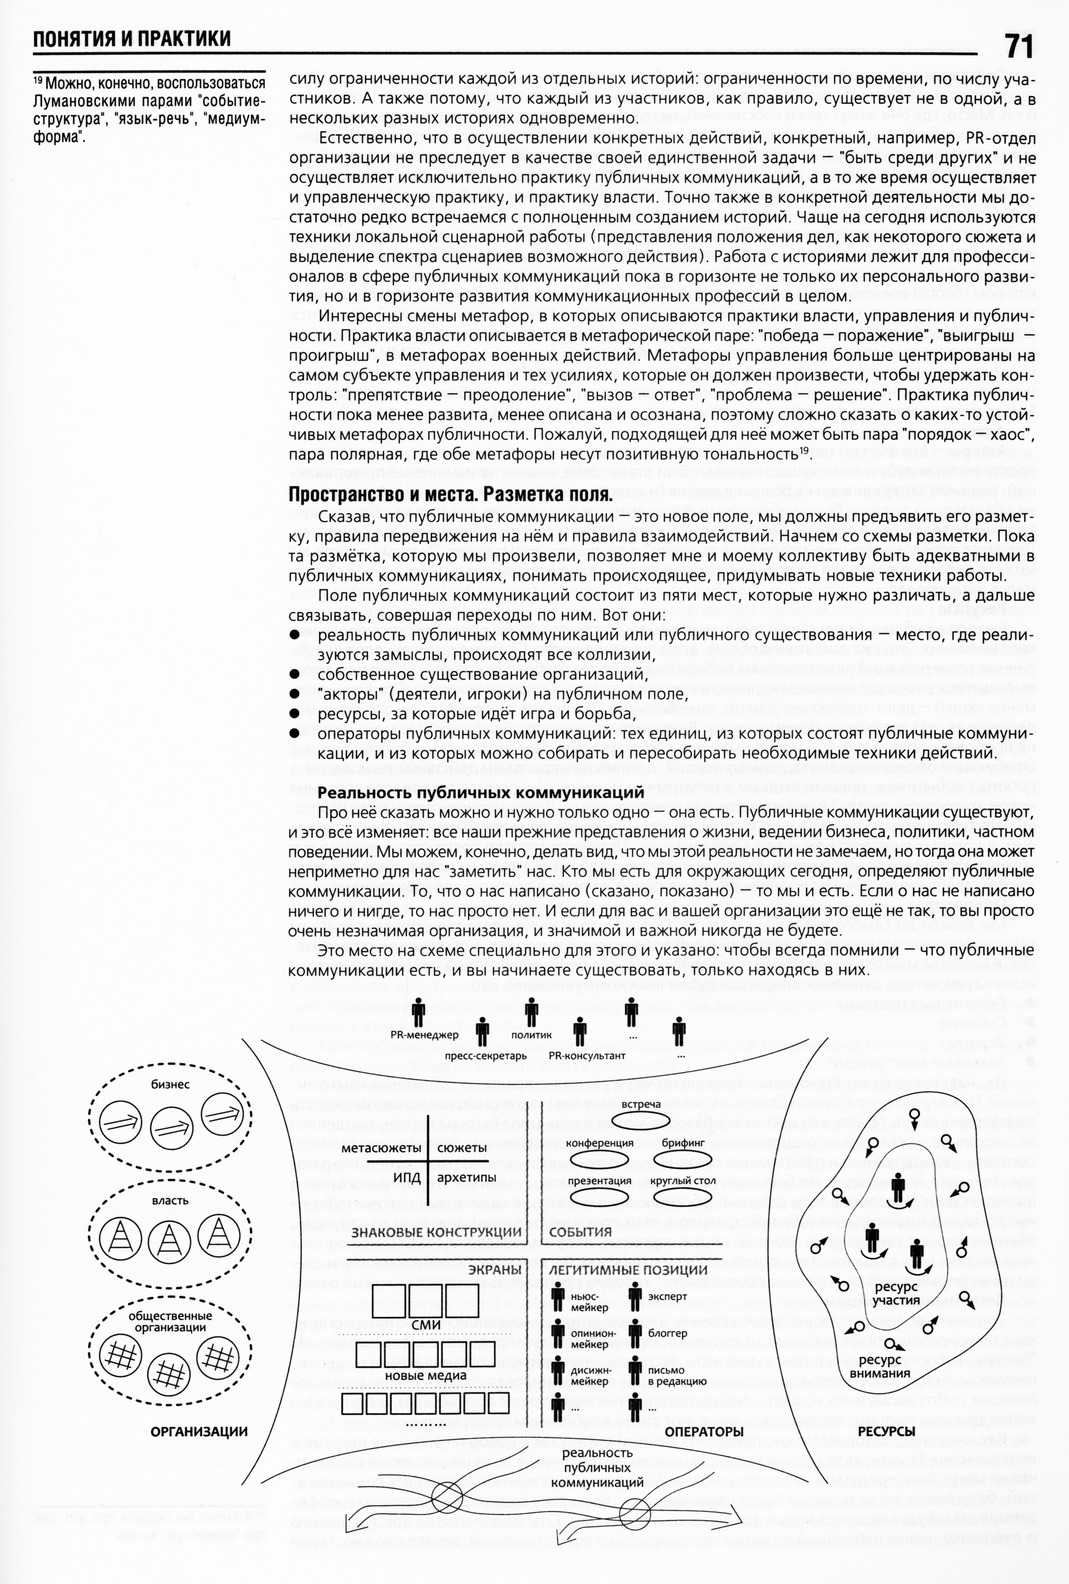 ПОНЯТИЯ И ПРАКТИКИ
71
¹⁹ Можно, конечно, воспользоваться
Лумановскими парами "событие-
структура", "язык-речь", "медиум-
форма".
силу ограниченности каждой из отдельных историй: ограниченности по времени, по числу уча-
стников. А также потому, что каждый из участников, как правило, существует не в одной, а в
нескольких разных историях одновременно.
Естественно, что в осуществлении конкретных действий, конкретный, например, PR-отдел
организации не преследует в качестве своей единственной задачи — "быть среди других" и не
осуществляет исключительно практику публичных коммуникаций, а в то же время осуществляет
и управленческую практику, и практику власти. Точно также в конкретной деятельности мы до-
статочно редко встречаемся с полноценным созданием историй. Чаще на сегодня используются
техники локальной сценарной работы (представления положения дел, как некоторого сюжета и
выделение спектра сценариев возможного действия). Работа с историями лежит для професси-
оналов в сфере публичных коммуникаций пока в горизонте не только их персонального разви-
тия, но и в горизонте развития коммуникационных профессий в целом.
Интересны смены метафор, в которых описываются практики власти, управления и публич-
ности. Практика власти описывается в метафорической паре: "победа — поражение", "выигрыш —
проигрыш", в метафорах военных действий. Метафоры управления больше центрированы на
самом субъекте управления и тех усилиях, которые он должен произвести, чтобы удержать кон-
троль: "препятствие — преодоление", "вызов — ответ", "проблема — решение". Практика публич-
ности пока менее развита, менее описана и осознана, поэтому сложно сказать о каких-то устой-
чивых метафорах публичности. Пожалуй, подходящей для неё может быть пара "порядок — хаос",
пара полярная, где обе метафоры несут позитивную тональность¹⁹.
Пространство и места. Разметка поля.
Сказав, что публичные коммуникации — это новое поле, мы должны предъявить его размет-
ку, правила передвижения на нём и правила взаимодействий. Начнем со схемы разметки. Пока
та размётка, которую мы произвели, позволяет мне и моему коллективу быть адекватными в
публичных коммуникациях, понимать происходящее, придумывать новые техники работы.
Поле публичных коммуникаций состоит из пяти мест, которые нужно различать, а дальше
связывать, совершая переходы по ним. Вот они:
● реальность публичных коммуникаций или публичного существования — место, где реали-
зуются замыслы, происходят все коллизии,
● собственное существование организаций,
● "акторы" (деятели, игроки) на публичном поле,
● ресурсы, за которые идёт игра и борьба,
● операторы публичных коммуникаций: тех единиц, из которых состоят публичные коммуни-
кации, и из которых можно собирать и пересобирать необходимые техники действий.
Реальность публичных коммуникаций
Про неё сказать можно и нужно только одно — она есть. Публичные коммуникации существуют,
и это всё изменяет: все наши прежние представления о жизни, ведении бизнеса, политики, частном
поведении. Мы можем, конечно, делать вид, что мы этой реальности не замечаем, но тогда она может
неприметно для нас "заметить" нас. Кто мы есть для окружающих сегодня, определяют публичные
коммуникации. То, что о нас написано (сказано, показано) — то мы и есть. Если о нас не написано
ничего и нигде, то нас просто нет. И если для вас и вашей организации это ещё не так, то вы просто
очень незначимая организация, и значимой и важной никогда не будете.
Это место на схеме специально для этого и указано: чтобы всегда помнили — что публичные
коммуникации есть, и вы начинаете существовать, только находясь в них.
PR-менеджер
политик
...
пресс-секретарь
PR-консультант
...
бизнес
власть
общественные
организации
ОРГАНИЗАЦИИ
метасюжеты
сюжеты
ИПД
архетипы
ЗНАКОВЫЕ КОНСТРУКЦИИ
встреча
конференция
брифинг
презентация
круглый стол
СОБЫТИЯ
ЭКРАНЫ
СМИ
новые медиа
.........
ЛЕГИТИМНЫЕ ПОЗИЦИИ
ньюс-
мейкер
эксперт
опинион-
мейкер
блоггер
дисижн-
мейкер
письмо
в редакцию
...
...
ОПЕРАТОРЫ
ресурс
участия
ресурс
внимания
РЕСУРСЫ
реальность
публичных
коммуникаций